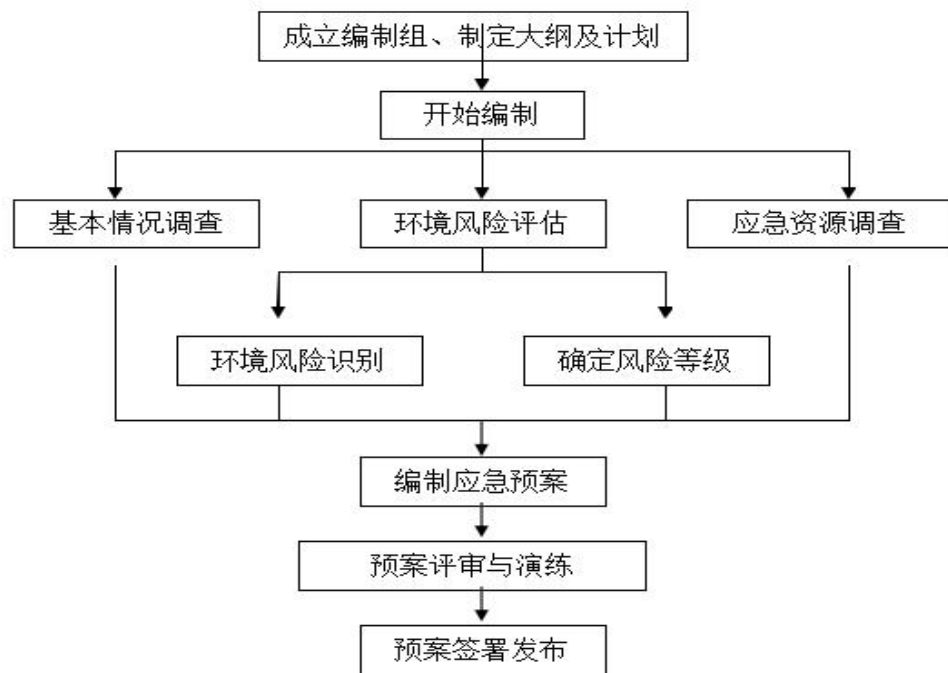 成立编制组、制定大纲及计划
开始编制
基本情况调查
环境风险评估
应急资源调查
环境风险识别
确定风险等级
编制应急预案
预案评审与演练
预案签署发布